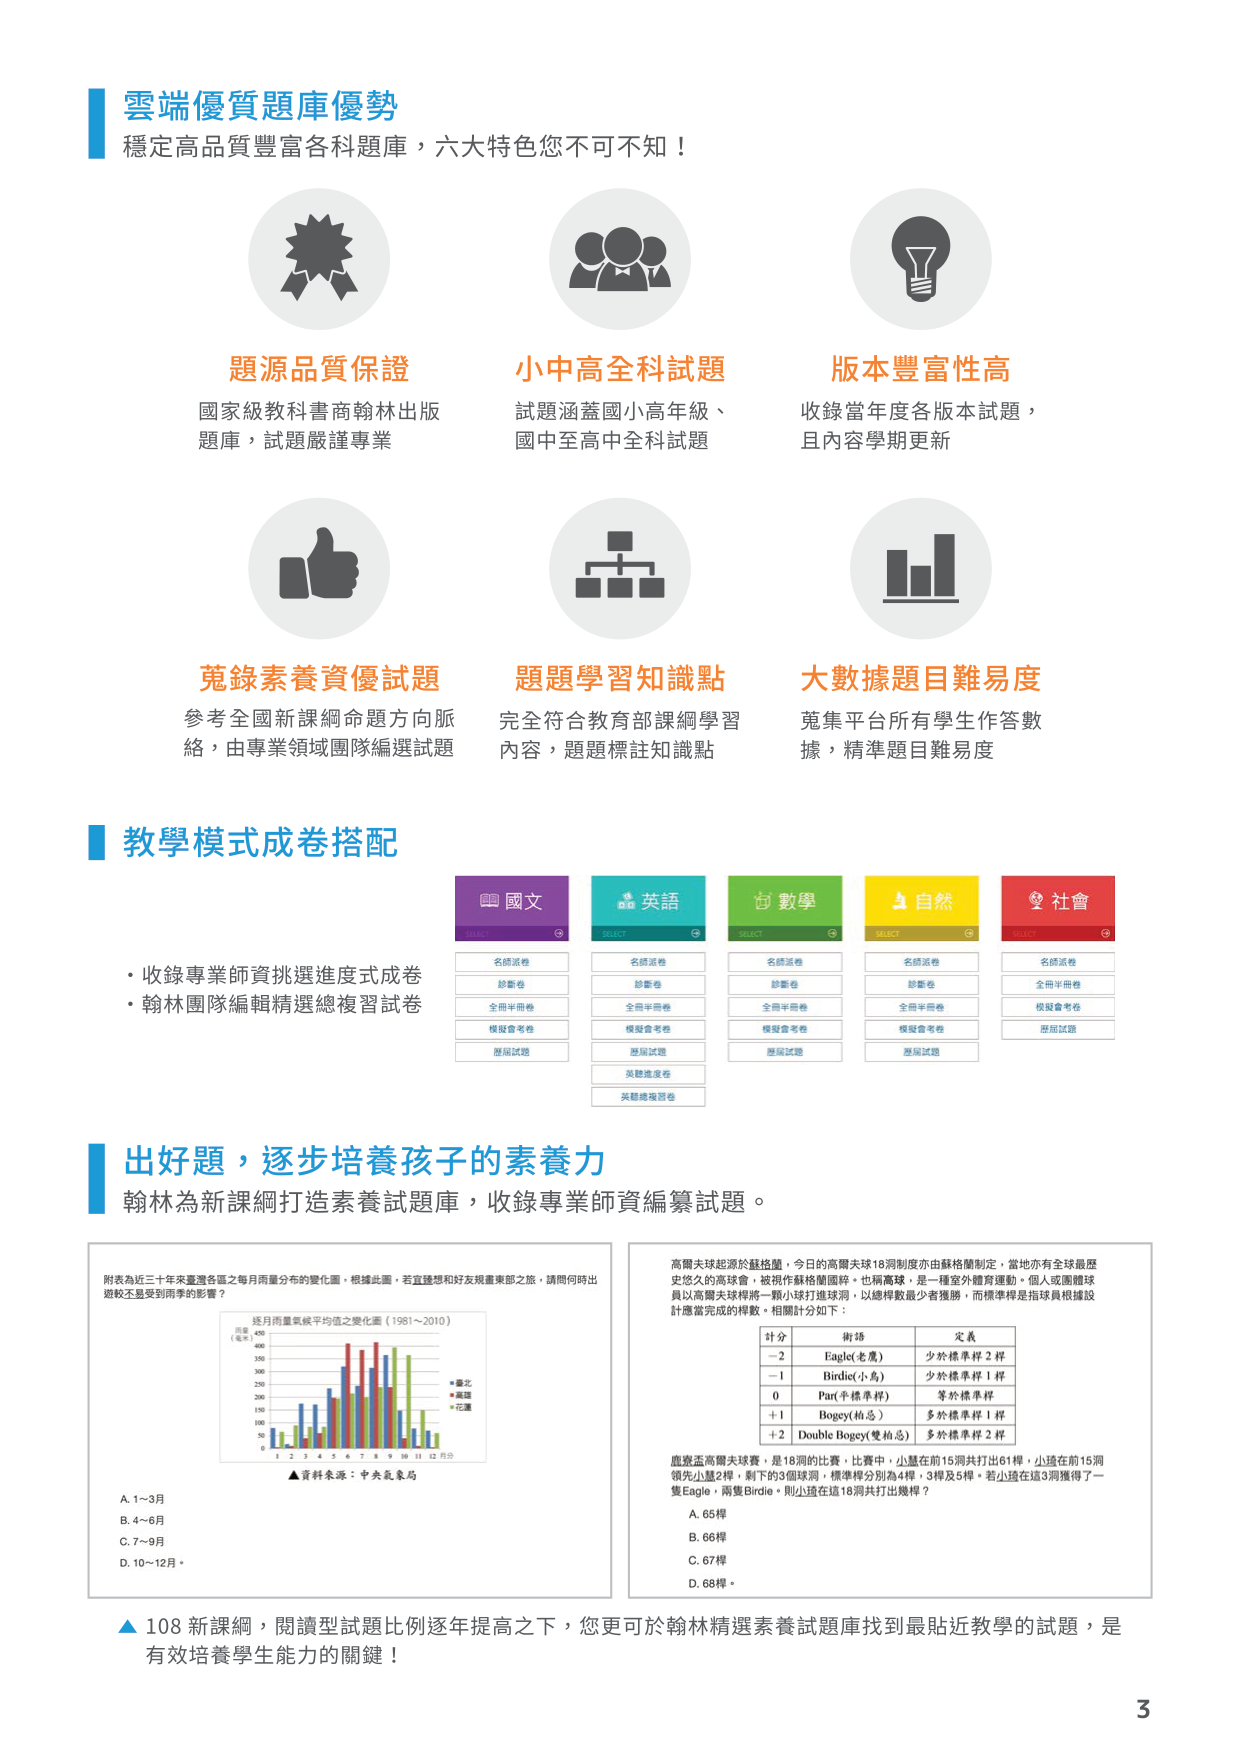 雲端優質題庫優勢
穩定高品質豐富各科題庫，六大特色您不可不知！
題源品質保證
國家級教科書商翰林出版
題庫，試題嚴謹專業
小中高全科試題
試題涵蓋國小高年級、
國中至高中全科試題
版本豐富性高
收錄當年度各版本試題，
且內容學期更新
蒐錄素養資優試題
參考全國新課綱命題方向脈
絡，由專業領域團隊編選試題
題題學習知識點
完全符合教育部課綱學習
內容，題題標註知識點
大數據題目難易度
蒐集平台所有學生作答數
據，精準題目難易度
教學模式成卷搭配
・收錄專業師資挑選進度式成卷
・翰林團隊編輯精選總複習試卷
國文
SELECT
名師派卷
診斷卷
全冊半冊卷
模擬會考卷
歷屆試題
英語
SELECT
名師派卷
診斷卷
全冊半冊卷
模擬會考卷
歷屆試題
英聽進度卷
英聽總複習卷
數學
SELECT
名師派卷
診斷卷
全冊半冊卷
模擬會考卷
歷屆試題
自然
SELECT
名師派卷
診斷卷
全冊半冊卷
模擬會考卷
歷屆試題
社會
SELECT
名師派卷
全冊半冊卷
模擬會考卷
歷屆試題
出好題，逐步培養孩子的素養力
翰林為新課綱打造素養試題庫，收錄專業師資編纂試題。
附表為近三十年來臺灣各區之每月雨量分布的變化圖，根據此圖，若宜臻想和好友規畫東部之旅，請問何時出
遊較不易受到雨季的影響？
逐月雨量氣候平均值之變化圖（1981～2010）
雨量
（毫米）
450
400
350
300
250
200
150
100
50
0
1 2 3 4 5 6 7 8 9 10 11 12 月分
臺北
高雄
花蓮
▲資料來源：中央氣象局
A. 1～3月
B. 4～6月
C. 7～9月
D. 10～12月。
高爾夫球起源於蘇格蘭，今日的高爾夫球18洞制度亦由蘇格蘭制定，當地亦有全球最歷
史悠久的高球會，被視作蘇格蘭國粹。也稱高球，是一種室外體育運動。個人或團體球
員以高爾夫球桿將一顆小球打進球洞，以總桿數最少者獲勝，而標準桿是指球員根據設
計應當完成的桿數。相關計分如下：
計分 術語 定義
－2 Eagle(老鷹) 少於標準桿 2 桿
－1 Birdie(小鳥) 少於標準桿 1 桿
0 Par(平標準桿) 等於標準桿
＋1 Bogey(柏忌) 多於標準桿 1 桿
＋2 Double Bogey(雙柏忌) 多於標準桿 2 桿
鹿寮盃高爾夫球賽，是18洞的比賽，比賽中，小慧在前15洞共打出61桿，小琦在前15洞
領先小慧2桿，剩下的3個球洞，標準桿分別為4桿，3桿及5桿。若小琦在這3洞獲得了一
隻Eagle，兩隻Birdie。則小琦在這18洞共打出幾桿？
A. 65桿
B. 66桿
C. 67桿
D. 68桿。
▲ 108 新課綱，閱讀型試題比例逐年提高之下，您更可於翰林精選素養試題庫找到最貼近教學的試題，是
有效培養學生能力的關鍵！
3